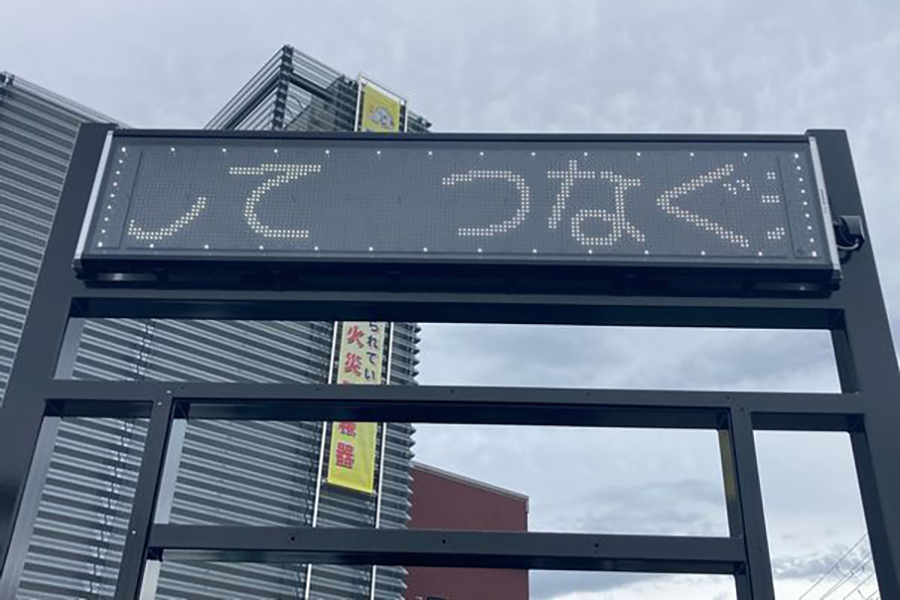 して つなぐ
られてい
火災
器